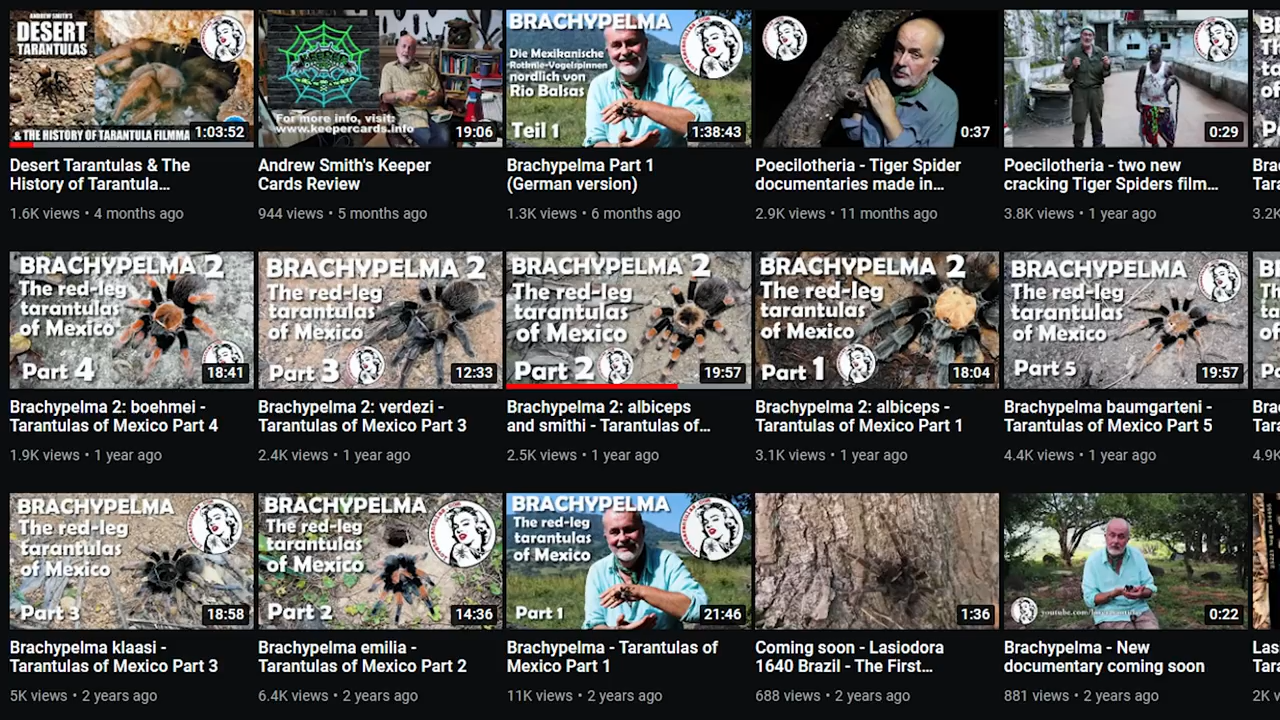 ANDREW SMITH'S
DESERT
TARANTULAS
& THE HISTORY OF TARANTULA FILMMA
1:03:52
Desert Tarantulas & The
History of Tarantula...
1.6K views • 4 months ago
For more info, visit:
www.keepercards.info
19:06
Andrew Smith's Keeper
Cards Review
944 views • 5 months ago
BRACHYPELMA
Die Mexikanische
Rotknie-Vogelspinnen
nordlich von
Rio Balsas
Teil 1
1:38:43
Brachypelma Part 1
(German version)
1.3K views • 6 months ago
0:37
Poecilotheria - Tiger Spider
documentaries made in...
2.9K views • 11 months ago
0:29
Poecilotheria - two new
cracking Tiger Spiders film...
3.8K views • 1 year ago
3.2K
BRACHYPELMA 2
The red-leg
tarantulas
of Mexico
Part 4
18:41
Brachypelma 2: boehmei -
Tarantulas of Mexico Part 4
1.9K views • 1 year ago
BRACHYPELMA 2
The red-leg
tarantulas
of Mexico
Part 3
12:33
Brachypelma 2: verdezi -
Tarantulas of Mexico Part 3
2.4K views • 1 year ago
BRACHYPELMA 2
The red-leg
tarantulas
of Mexico
Part 2
19:57
Brachypelma 2: albiceps
and smithi - Tarantulas of...
2.5K views • 1 year ago
BRACHYPELMA 2
The red-leg
tarantulas
of Mexico
Part 1
18:04
Brachypelma 2: albiceps -
Tarantulas of Mexico Part 1
3.1K views • 1 year ago
BRACHYPELMA
The red-leg
tarantulas
of Mexico
Part 5
19:57
Brachypelma baumgarteni -
Tarantulas of Mexico Part 5
4.4K views • 1 year ago
4.9K
BRACHYPELMA
The red-leg
tarantulas
of Mexico
Part 3
18:58
Brachypelma klaasi -
Tarantulas of Mexico Part 3
5K views • 2 years ago
BRACHYPELMA
The red-leg
tarantulas
of Mexico
Part 2
14:36
Brachypelma emilia -
Tarantulas of Mexico Part 2
6.4K views • 2 years ago
BRACHYPELMA
The red-leg
tarantulas
of Mexico
Part 1
21:46
Brachypelma - Tarantulas of
Mexico Part 1
11K views • 2 years ago
1:36
Coming soon - Lasiodora
1640 Brazil - The First...
688 views • 2 years ago
0:22
Brachypelma - New
documentary coming soon
881 views • 2 years ago
2K v